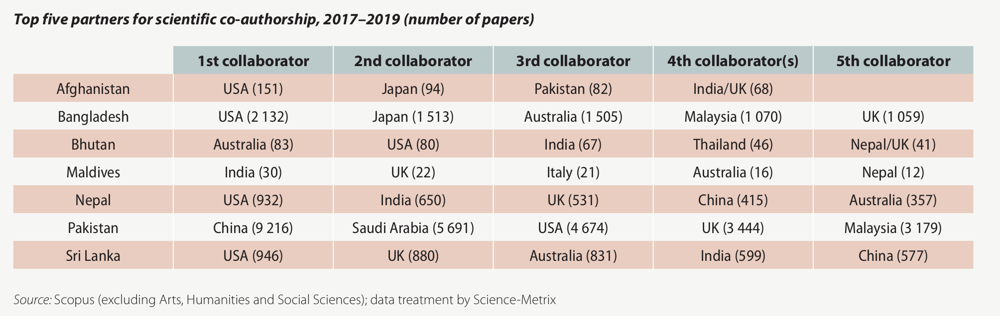 Top five partners for scientific co-authorship, 2017–2019 (number of papers)
1st collaborator 2nd collaborator 3rd collaborator 4th collaborator(s) 5th collaborator
Afghanistan USA (151) Japan (94) Pakistan (82) India/UK (68)
Bangladesh USA (2 132) Japan (1 513) Australia (1 505) Malaysia (1 070) UK (1 059)
Bhutan Australia (83) USA (80) India (67) Thailand (46) Nepal/UK (41)
Maldives India (30) UK (22) Italy (21) Australia (16) Nepal (12)
Nepal USA (932) India (650) UK (531) China (415) Australia (357)
Pakistan China (9 216) Saudi Arabia (5 691) USA (4 674) UK (3 444) Malaysia (3 179)
Sri Lanka USA (946) UK (880) Australia (831) India (599) China (577)
Source: Scopus (excluding Arts, Humanities and Social Sciences); data treatment by Science-Metrix